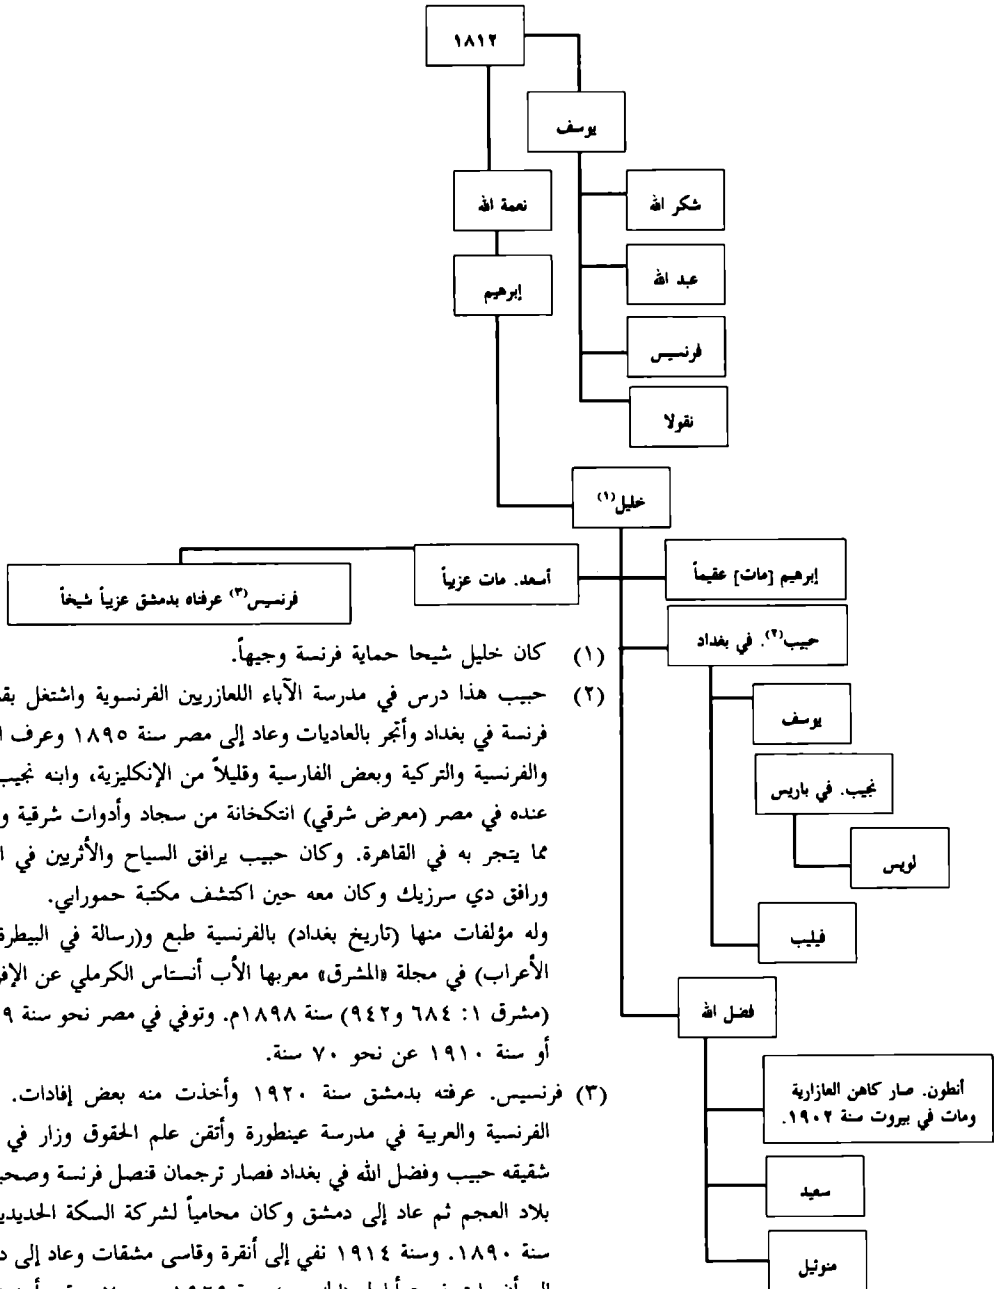 ١٨١٢
يوسف
نعمة الله
شكر الله
إبرهيم
عبد الله
فرنسيس
نقولا
خليل(١)
إبرهيم [مات] عقيماً
أسعد. مات عزيباً
فرنسيس(٣) عرفناه بدمشق عزيباً شيخاً
حبيب(٢). في بغداد
يوسف
نجيب. في باريس
لويس
فيليب
فضل الله
أنطون. صار كاهن العازارية
ومات في بيروت سنة ١٩٠٢.
سعيد
منوئيل
(١) كان خليل شيحا حماية فرنسة وجيهاً.
(٢) حبيب هذا درس في مدرسة الآباء اللعازريين الفرنسوية واشتغل
فرنسة في بغداد وأتجر بالعاديات وعاد إلى مصر سنة ١٨٩٥ وعرف
والفرنسية والتركية وبعض الفارسية وقليلاً من الإنكليزية، وابنه نجيب
عنده في مصر (معرض شرقي) انتكخانة من سجاد وأدوات شرقية
مما يتجر به في القاهرة. وكان حبيب يرافق السياح والأثريين في
ورافق دي سرزيك وكان معه حين اكتشف مكتبة حمورابي.
وله مؤلفات منها (تاريخ بغداد) بالفرنسية طبع و(رسالة في
الأعراب) في مجلة «المشرق» معربها الأب أنستاس الكرملي عن
(مشرق ١: ٦٨٤ و٩٤٢) سنة ١٨٩٨م. وتوفي في مصر نحو سنة
أو سنة ١٩١٠ عن نحو ٧٠ سنة.
(٣) فرنسيس. عرفته بدمشق سنة ١٩٢٠ وأخذت منه بعض إفادات.
الفرنسية والعربية في مدرسة عينطورة وأتقن علم الحقوق وزار في
شقيقه حبيب وفضل الله في بغداد فصار ترجمان قنصل فرنسة
بلاد العجم ثم عاد إلى دمشق وكان محامياً لشركة السكة
سنة ١٨٩٠. وسنة ١٩١٤ نفي إلى أنقرة وقاسى مشقات وعاد إلى